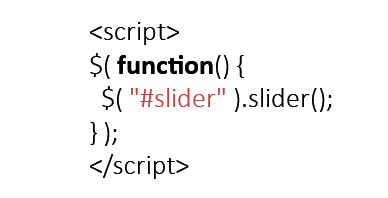 <script>
$( function() {
$( "#slider" ).slider();
} );
</script>